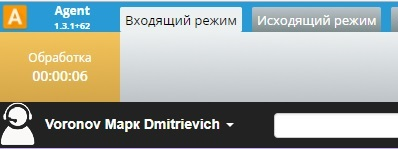 A
Agent
1.3.1+62
Входящий режим
Исходящий режим
Обработка
00:00:06
Voronov Марк Dmitrievich